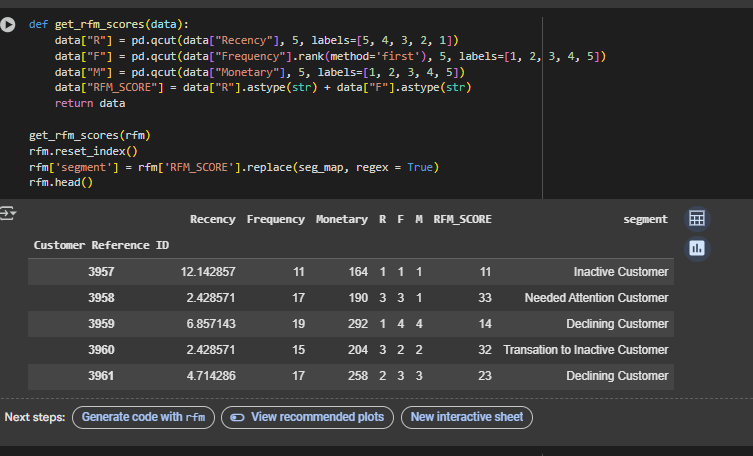 def get_rfm_scores(data):
    data["R"] = pd.qcut(data["Recency"], 5, labels=[5, 4, 3, 2, 1])
    data["F"] = pd.qcut(data["Frequency"].rank(method='first'), 5, labels=[1, 2, 3, 4, 5])
    data["M"] = pd.qcut(data["Monetary"], 5, labels=[1, 2, 3, 4, 5])
    data["RFM_SCORE"] = data["R"].astype(str) + data["F"].astype(str)
    return data
get_rfm_scores(rfm)
rfm.reset_index()
rfm['segment'] = rfm['RFM_SCORE'].replace(seg_map, regex = True)
rfm.head()
Recency Frequency Monetary R F M RFM_SCORE segment
Customer Reference ID
3957 12.142857 11 164 1 1 1 11 Inactive Customer
3958 2.428571 17 190 3 3 1 33 Needed Attention Customer
3959 6.857143 19 292 1 4 4 14 Declining Customer
3960 2.428571 15 204 3 2 2 32 Transation to Inactive Customer
3961 4.714286 17 258 2 3 3 23 Declining Customer
Next steps: Generate code with rfm View recommended plots New interactive sheet